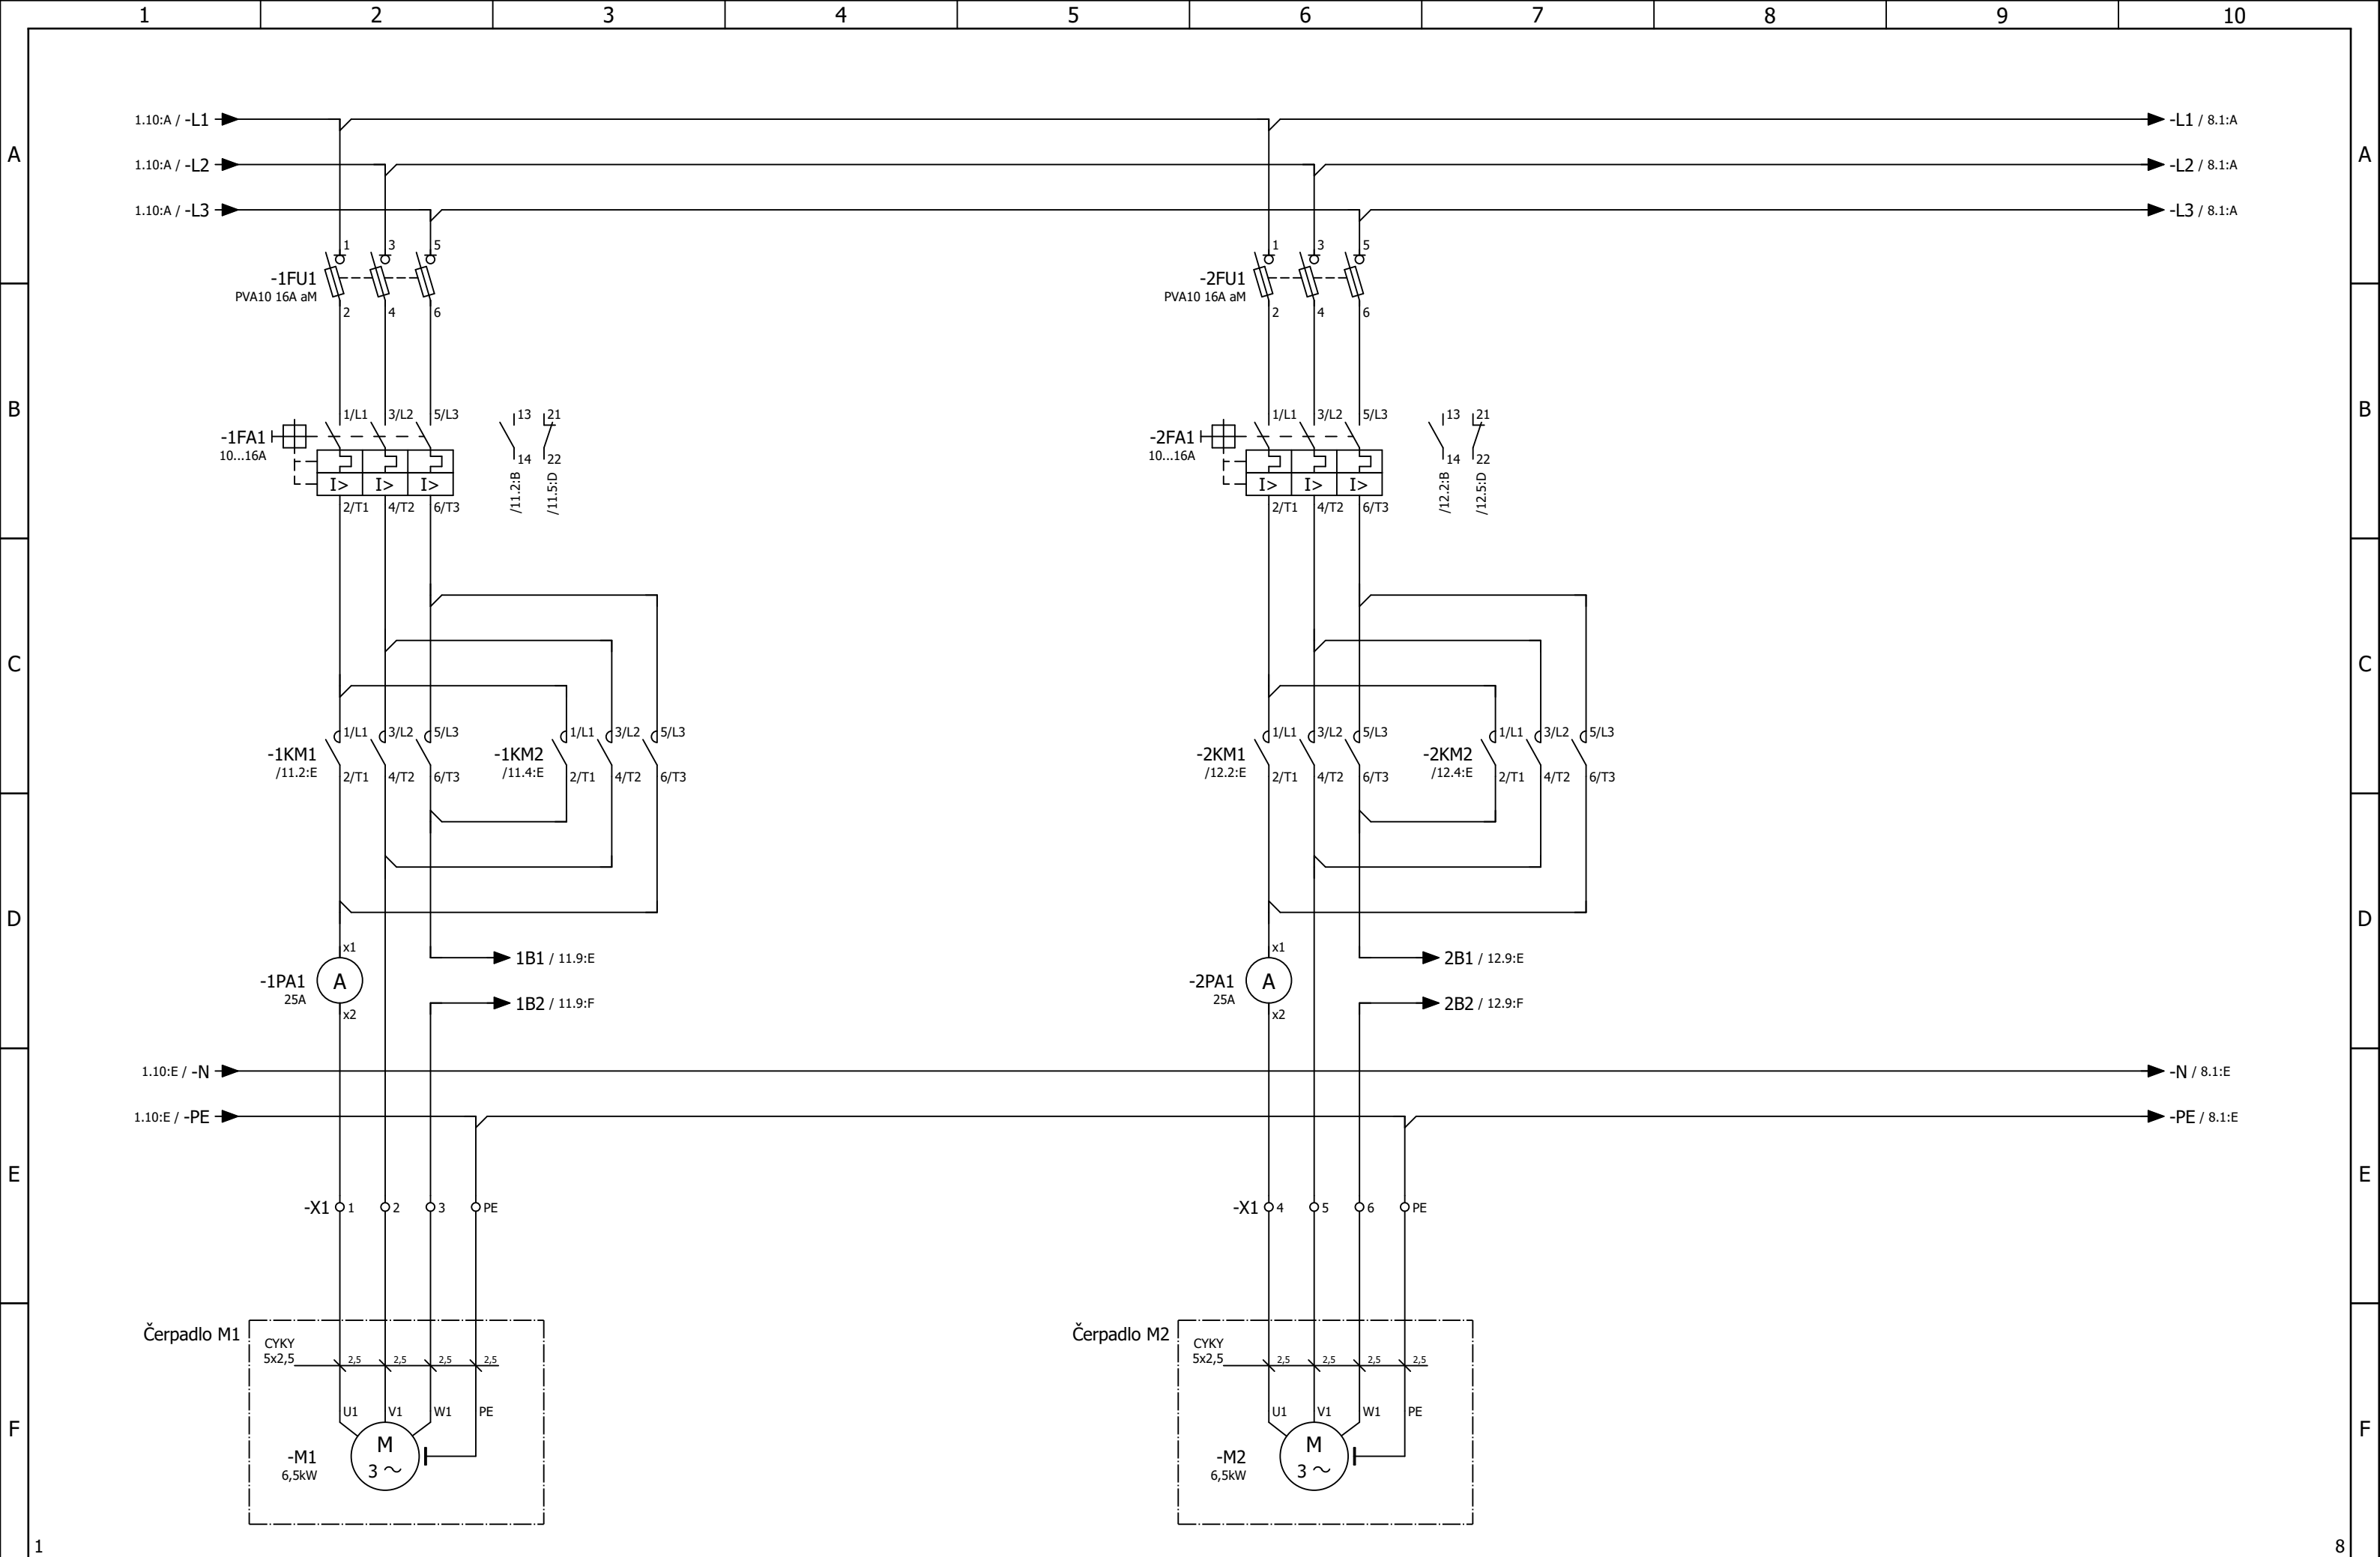 1 2 3 4 5 6 7 8 9 10
1.10:A / -L1 -L1 / 8.1:A
A A
1.10:A / -L2 -L2 / 8.1:A
1.10:A / -L3 -L3 / 8.1:A
1 3 5 1 3 5
-1FU1 -2FU1
PVA10 16A aM PVA10 16A aM
2 4 6 2 4 6
B B
1/L1 3/L2 5/L3 13 21 1/L1 3/L2 5/L3 13 21
-1FA1 -2FA1
10...16A 10...16A
14 22 14 22
I> I> I> I> I> I>
/11.2:B /11.5:D /12.2:B /12.5:D
2/T1 4/T2 6/T3 2/T1 4/T2 6/T3
C C
1/L1 3/L2 5/L3 1/L1 3/L2 5/L3 1/L1 3/L2 5/L3 1/L1 3/L2 5/L3
-1KM1 -1KM2 -2KM1 -2KM2
/11.2:E /11.4:E /12.2:E /12.4:E
2/T1 4/T2 6/T3 2/T1 4/T2 6/T3 2/T1 4/T2 6/T3 2/T1 4/T2 6/T3
D D
x1 x1
1B1 / 11.9:E 2B1 / 12.9:E
-1PA1 A -2PA1 A
25A 25A
1B2 / 11.9:F 2B2 / 12.9:F
x2 x2
1.10:E / -N -N / 8.1:E
1.10:E / -PE -PE / 8.1:E
E E
-X1 1 2 3 PE -X1 4 5 6 PE
Čerpadlo M1 Čerpadlo M2
CYKY CYKY
5x2,5 2,5 2,5 2,5 2,5 5x2,5 2,5 2,5 2,5 2,5
U1 V1 W1 PE U1 V1 W1 PE
F F
M M
-M1 -M2
3 ~ 3 ~
6,5kW 6,5kW
1 8